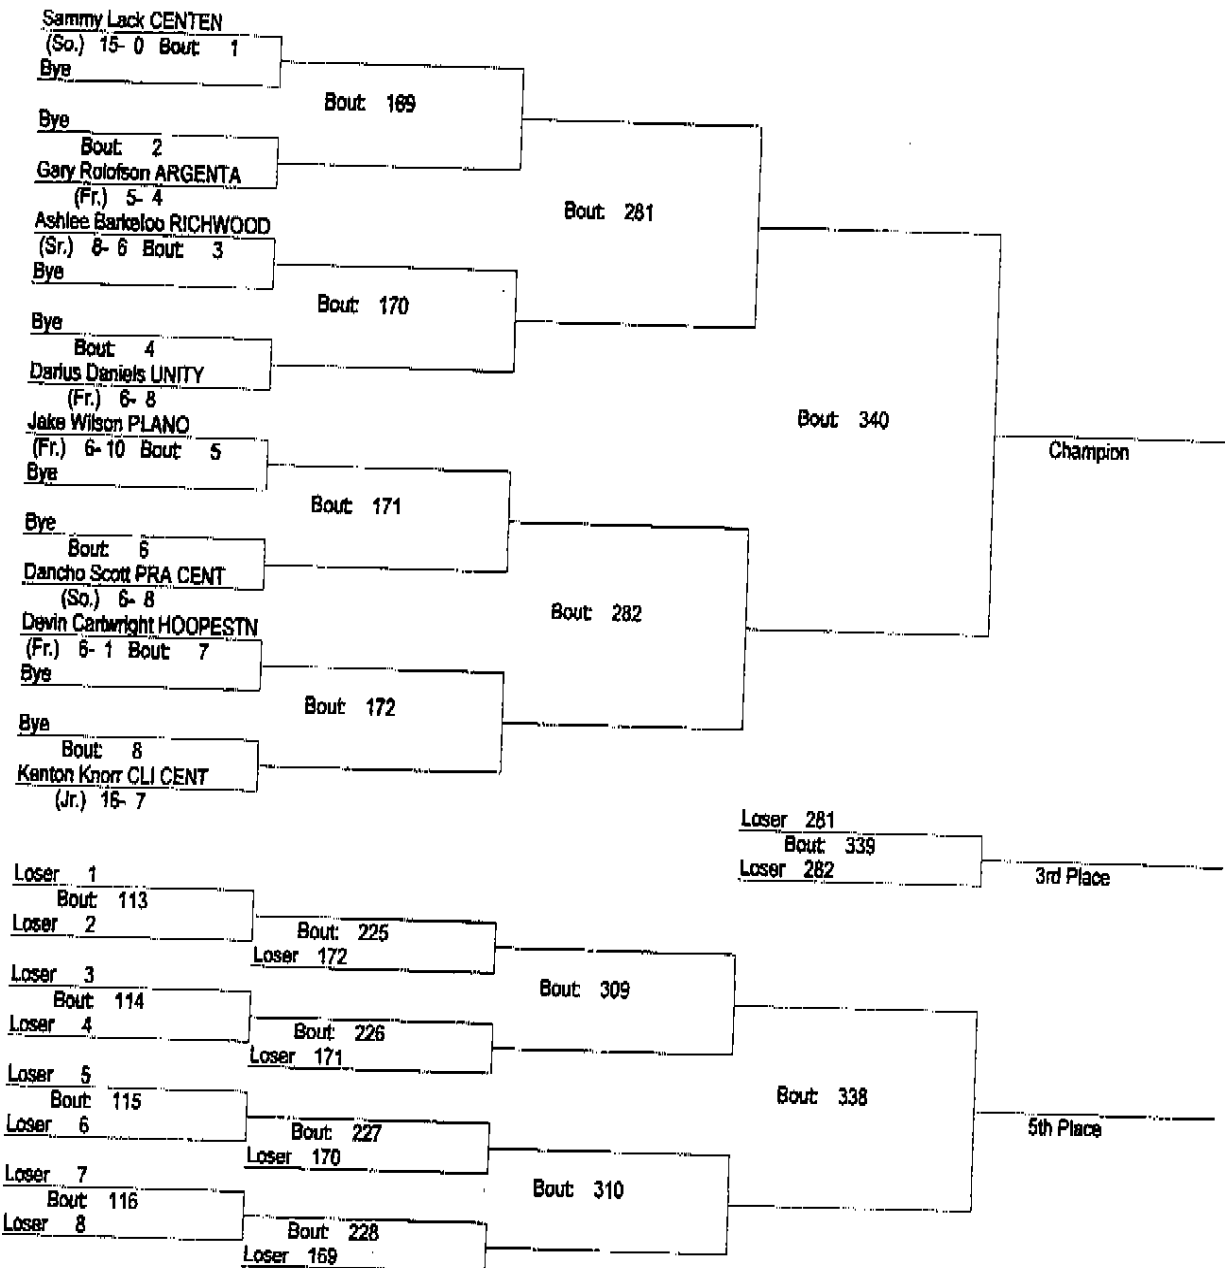 Sammy Lack CENTEN
(So.) 15- 0 Bout: 1
Bye
Bout: 169
Bye
Bout: 2
Gary Rolofson ARGENTA
(Fr.) 5- 4
Bout: 281
Ashlee Barkeloo RICHWOOD
(Sr.) 8- 6 Bout: 3
Bye
Bout: 170
Bye
Bout: 4
Darius Daniels UNITY
(Fr.) 6- 8
Bout: 340
Champion
Jake Wilson PLANO
(Fr.) 6- 10 Bout: 5
Bye
Bout: 171
Bye
Bout: 6
Dancho Scott PRA CENT
(So.) 6- 8
Bout: 282
Devin Cartwright HOOPESTN
(Fr.) 6- 1 Bout: 7
Bye
Bout: 172
Bye
Bout: 8
Kenton Knorr CLI CENT
(Jr.) 16- 7
Loser 281
Bout: 339
Loser 282
3rd Place
Loser 1
Bout: 113
Loser 2
Bout: 225
Loser 172
Bout: 309
Loser 3
Bout: 114
Loser 4
Bout: 226
Loser 171
Bout: 338
5th Place
Loser 5
Bout: 115
Loser 6
Bout: 227
Loser 170
Bout: 310
Loser 7
Bout: 116
Loser 8
Bout: 228
Loser 169